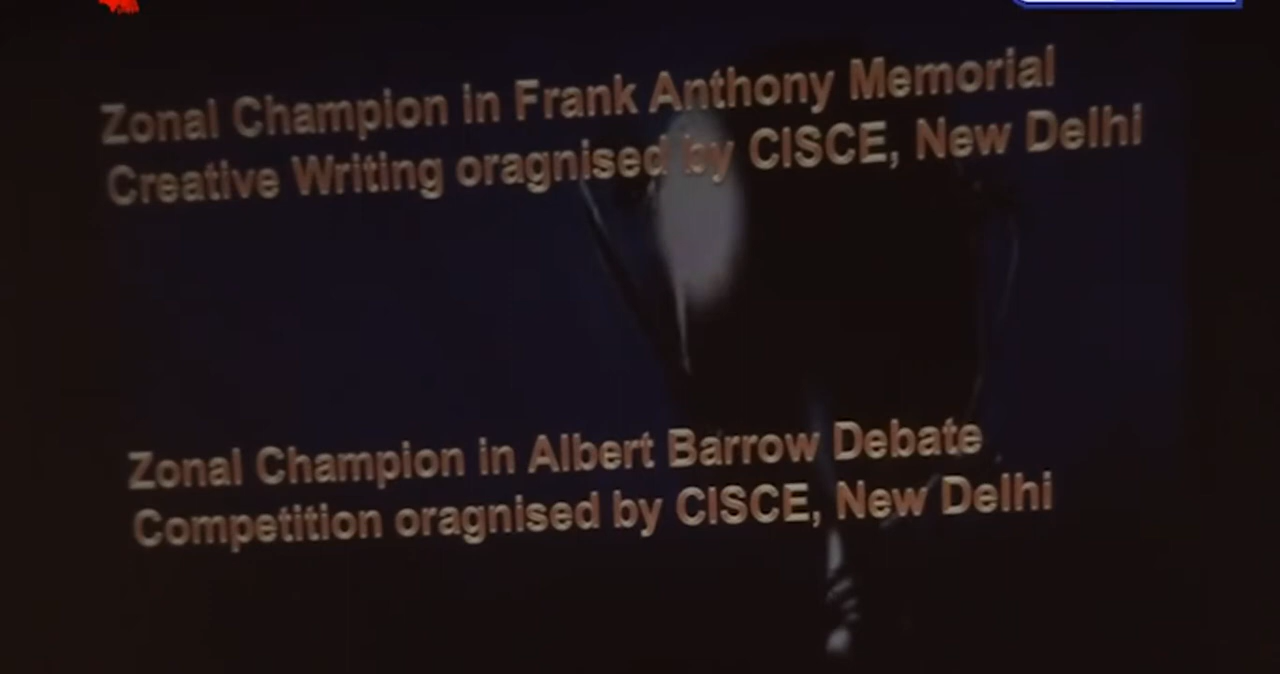 Zonal Champion in Frank Anthony Memorial
Creative Writing oragnised by CISCE, New Delhi
Zonal Champion in Albert Barrow Debate
Competition oragnised by CISCE, New Delhi